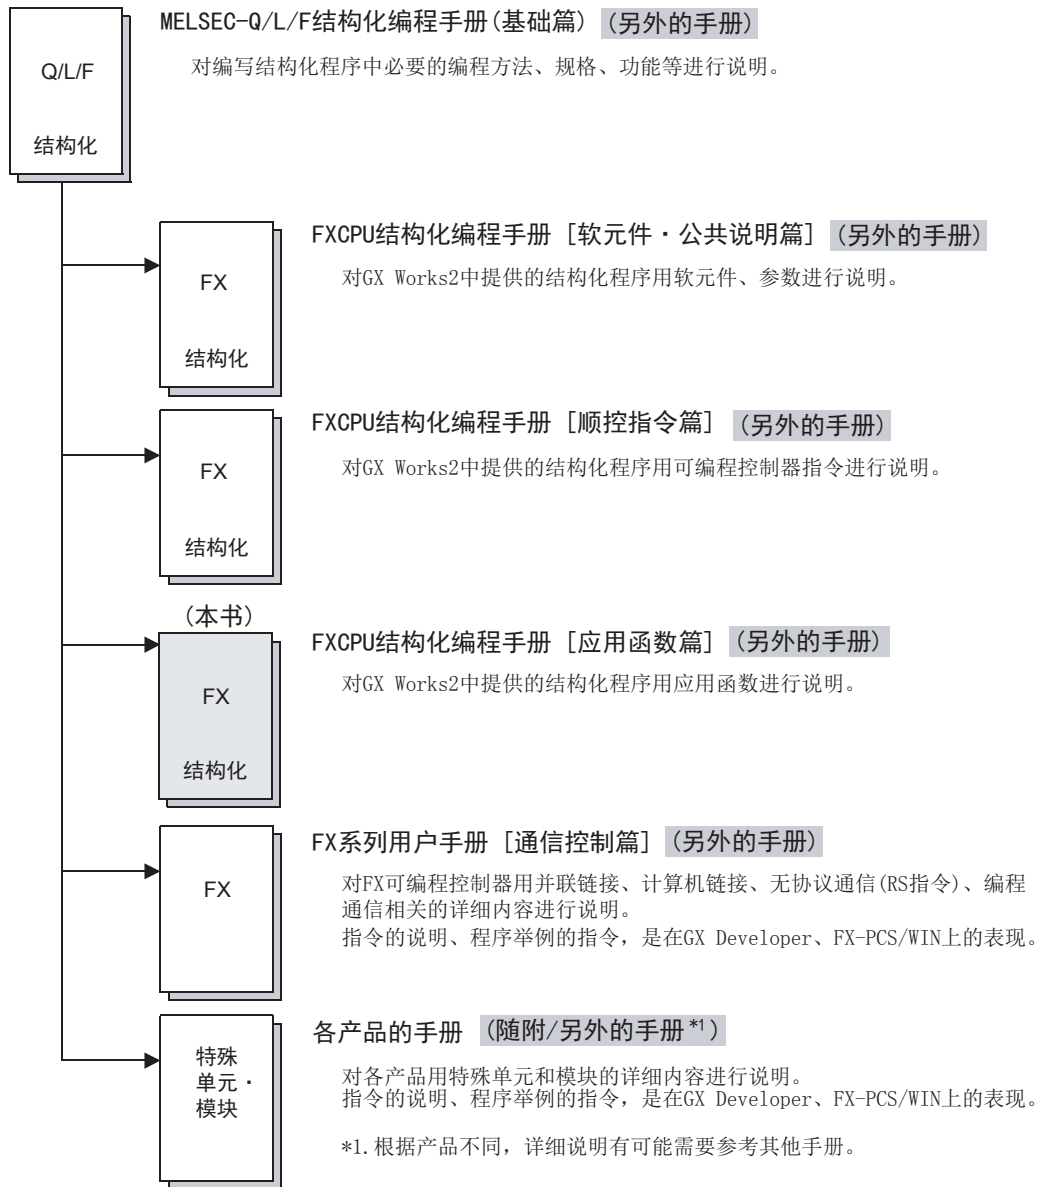 MELSEC-Q/L/F结构化编程手册(基础篇) (另外的手册)
对编写结构化程序中必要的编程方法、规格、功能等进行说明。
Q/L/F
结构化
FXCPU结构化编程手册 [软元件・公共说明篇] (另外的手册)
对GX Works2中提供的结构化程序用软元件、参数进行说明。
FX
结构化
FXCPU结构化编程手册 [顺控指令篇] (另外的手册)
对GX Works2中提供的结构化程序用可编程控制器指令进行说明。
FX
结构化
(本书)
FXCPU结构化编程手册 [应用函数篇] (另外的手册)
对GX Works2中提供的结构化程序用应用函数进行说明。
FX
结构化
FX系列用户手册 [通信控制篇] (另外的手册)
对FX可编程控制器用并联链接、计算机链接、无协议通信(RS指令)、编程
通信相关的详细内容进行说明。
指令的说明、程序举例的指令, 是在GX Developer、FX-PCS/WIN上的表现。
FX
各产品的手册 (随附/另外的手册*1)
对各产品用特殊单元和模块的详细内容进行说明。
指令的说明、程序举例的指令, 是在GX Developer、FX-PCS/WIN上的表现。
特殊
单元・
模块
*1. 根据产品不同, 详细说明有可能需要参考其他手册。